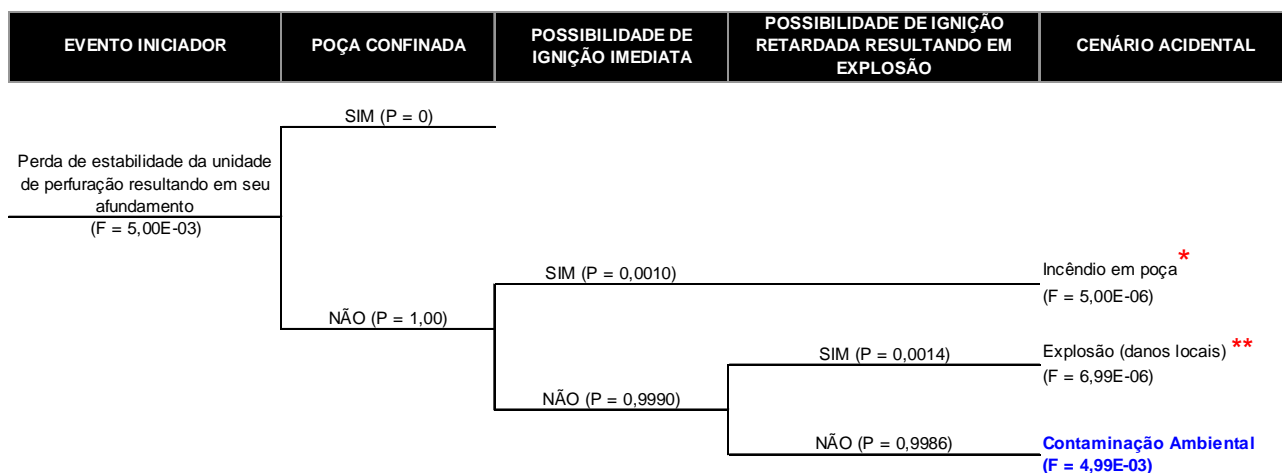 EVENTO INICIADOR
POÇA CONFINADA
POSSIBILIDADE DE
IGNIÇÃO IMEDIATA
POSSIBILIDADE DE IGNIÇÃO
RETARDADA RESULTANDO EM
EXPLOSÃO
CENÁRIO ACIDENTAL
SIM (P = 0)
Perda de estabilidade da unidade
de perfuração resultando em seu
afundamento
(F = 5,00E-03)
SIM (P = 0,0010)
Incêndio em poça *
(F = 5,00E-06)
NÃO (P = 1,00)
SIM (P = 0,0014)
Explosão (danos locais) **
(F = 6,99E-06)
NÃO (P = 0,9990)
NÃO (P = 0,9986)
Contaminação Ambiental
(F = 4,99E-03)